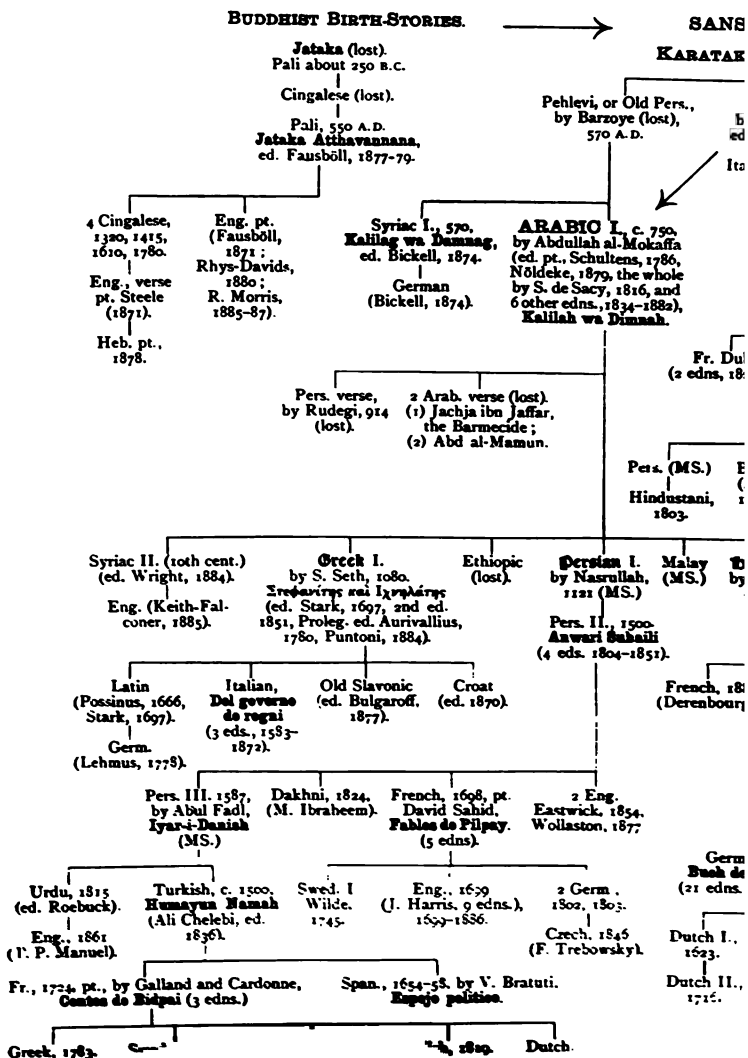 BUDDHIST BIRTH-STORIES.
SANS
KARATAK
Jataka (lost).
Pali about 250 B.C.
Cingalese (lost).
Pali, 550 A.D.
Jataka Atthavannana,
ed. Fausböll, 1877-79.
Pehlevi, or Old Pers.,
by Barzoye (lost),
570 A.D.
b
ed
Ita
4 Cingalese,
1320, 1415,
1610, 1780.
Eng., verse
pt. Steele
(1871).
Heb. pt.,
1878.
Eng. pt.
(Fausböll,
1871;
Rhys-Davids,
1880;
R. Morris,
1885-87).
Syriac I., 570,
Kalilag wa Damnag,
ed. Bickell, 1874.
German
(Bickell, 1874).
ARABIC I., c. 750,
by Abdullah al-Mokaffa
(ed. pt., Schultens, 1786,
Nöldeke, 1879, the whole
by S. de Sacy, 1816, and
6 other edns., 1834-1882),
Kalilah wa Dimnah.
Fr. Du
(2 edns, 18
Pers. verse,
by Rudegi, 914
(lost).
2 Arab. verse (lost).
(1) Jachja ibn Jaffar,
the Barmecide;
(2) Abd al-Mamun.
Pers. (MS.)
Hindustani,
1803.
Syriac II. (10th cent.)
(ed. Wright, 1884).
Eng. (Keith-Fal-
coner, 1885).
Greek I.
by S. Seth, 1080.
Στεφανίτης καὶ Ιχνηλάτης
(ed. Stark, 1697, 2nd ed.
1851, Proleg. ed. Aurivallius,
1780, Puntoni, 1884).
Ethiopic
(lost).
Persian I.
by Nasrullah,
1121 (MS.)
Pers. II., 1500.
Anwari Suhaili
(4 eds. 1804-1851).
Malay
(MS.)
by
Latin
(Possinus, 1666,
Stark, 1697).
Germ.
(Lehmus, 1778).
Italian,
Del governo
de regni
(3 eds., 1583-
1872).
Old Slavonic
(ed. Bulgaroff.
1877).
Croat
(ed. 1870).
French, 188
(Derenbourg
Pers. III. 1587,
by Abul Fadl,
Iyar-i-Danish
(MS.)
Dakhni, 1824,
(M. Ibraheem).
French, 1698, pt.
David Sahid,
Fables de Pilpay.
(5 edns).
2 Eng.
Eastwick, 1854,
Wollaston, 1877
Germ
Buch de
(21 edns.
Urdu, 1815
(ed. Roebuck).
Eng., 1861
(T. P. Manuel).
Turkish, c. 1500,
Humayun Namah
(Ali Chelebi, ed.
1836).
Swed. I
Wilde.
1745.
Eng., 1699
(J. Harris, 9 edns.),
1699-1886.
2 Germ,
1802, 1803.
Czech, 1846
(F. Trebowsky).
Dutch I.,
1623.
Dutch II.,
1716.
Fr., 1724, pt., by Galland and Cardonne,
Contes de Bidpai (3 edns.)
Span., 1654-58. by V. Bratuti.
Espejo politico.
Greek, 1783.
1829.
Dutch.